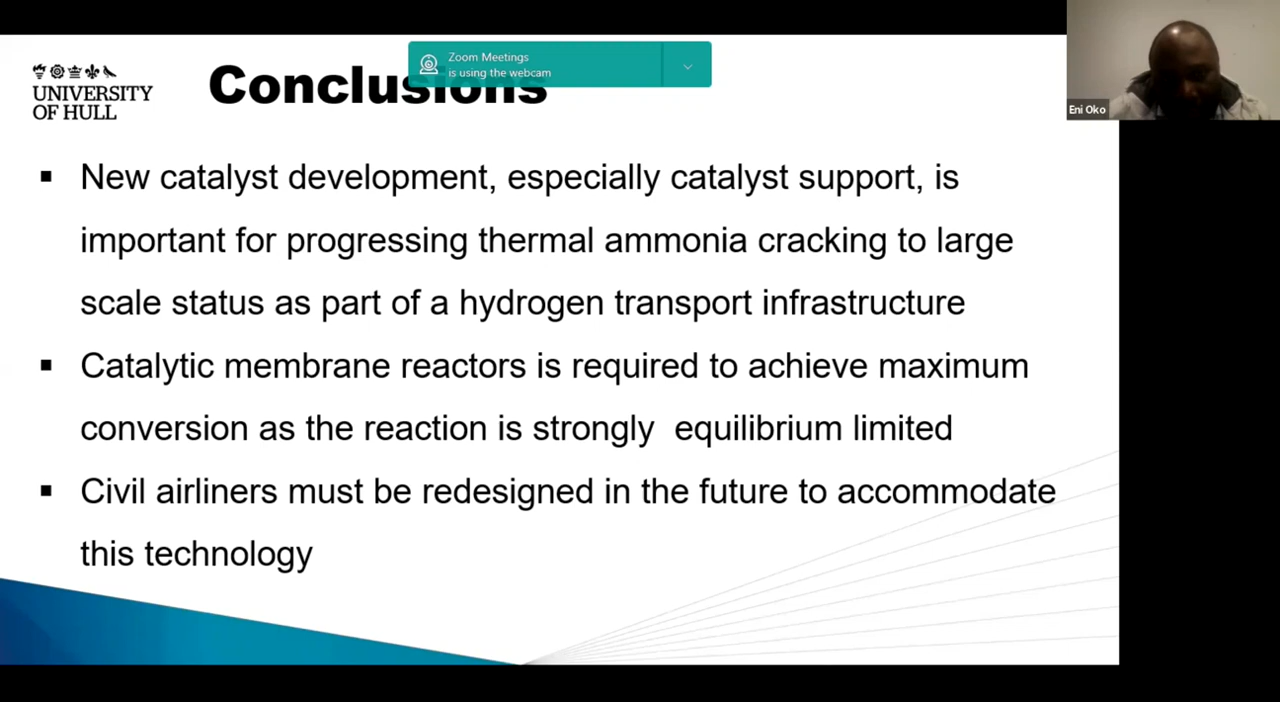 Zoom Meetings
is using the webcam
UNIVERSITY
OF HULL
Conclusions
Eni Oko
▪ New catalyst development, especially catalyst support, is
important for progressing thermal ammonia cracking to large
scale status as part of a hydrogen transport infrastructure
▪ Catalytic membrane reactors is required to achieve maximum
conversion as the reaction is strongly equilibrium limited
▪ Civil airliners must be redesigned in the future to accommodate
this technology